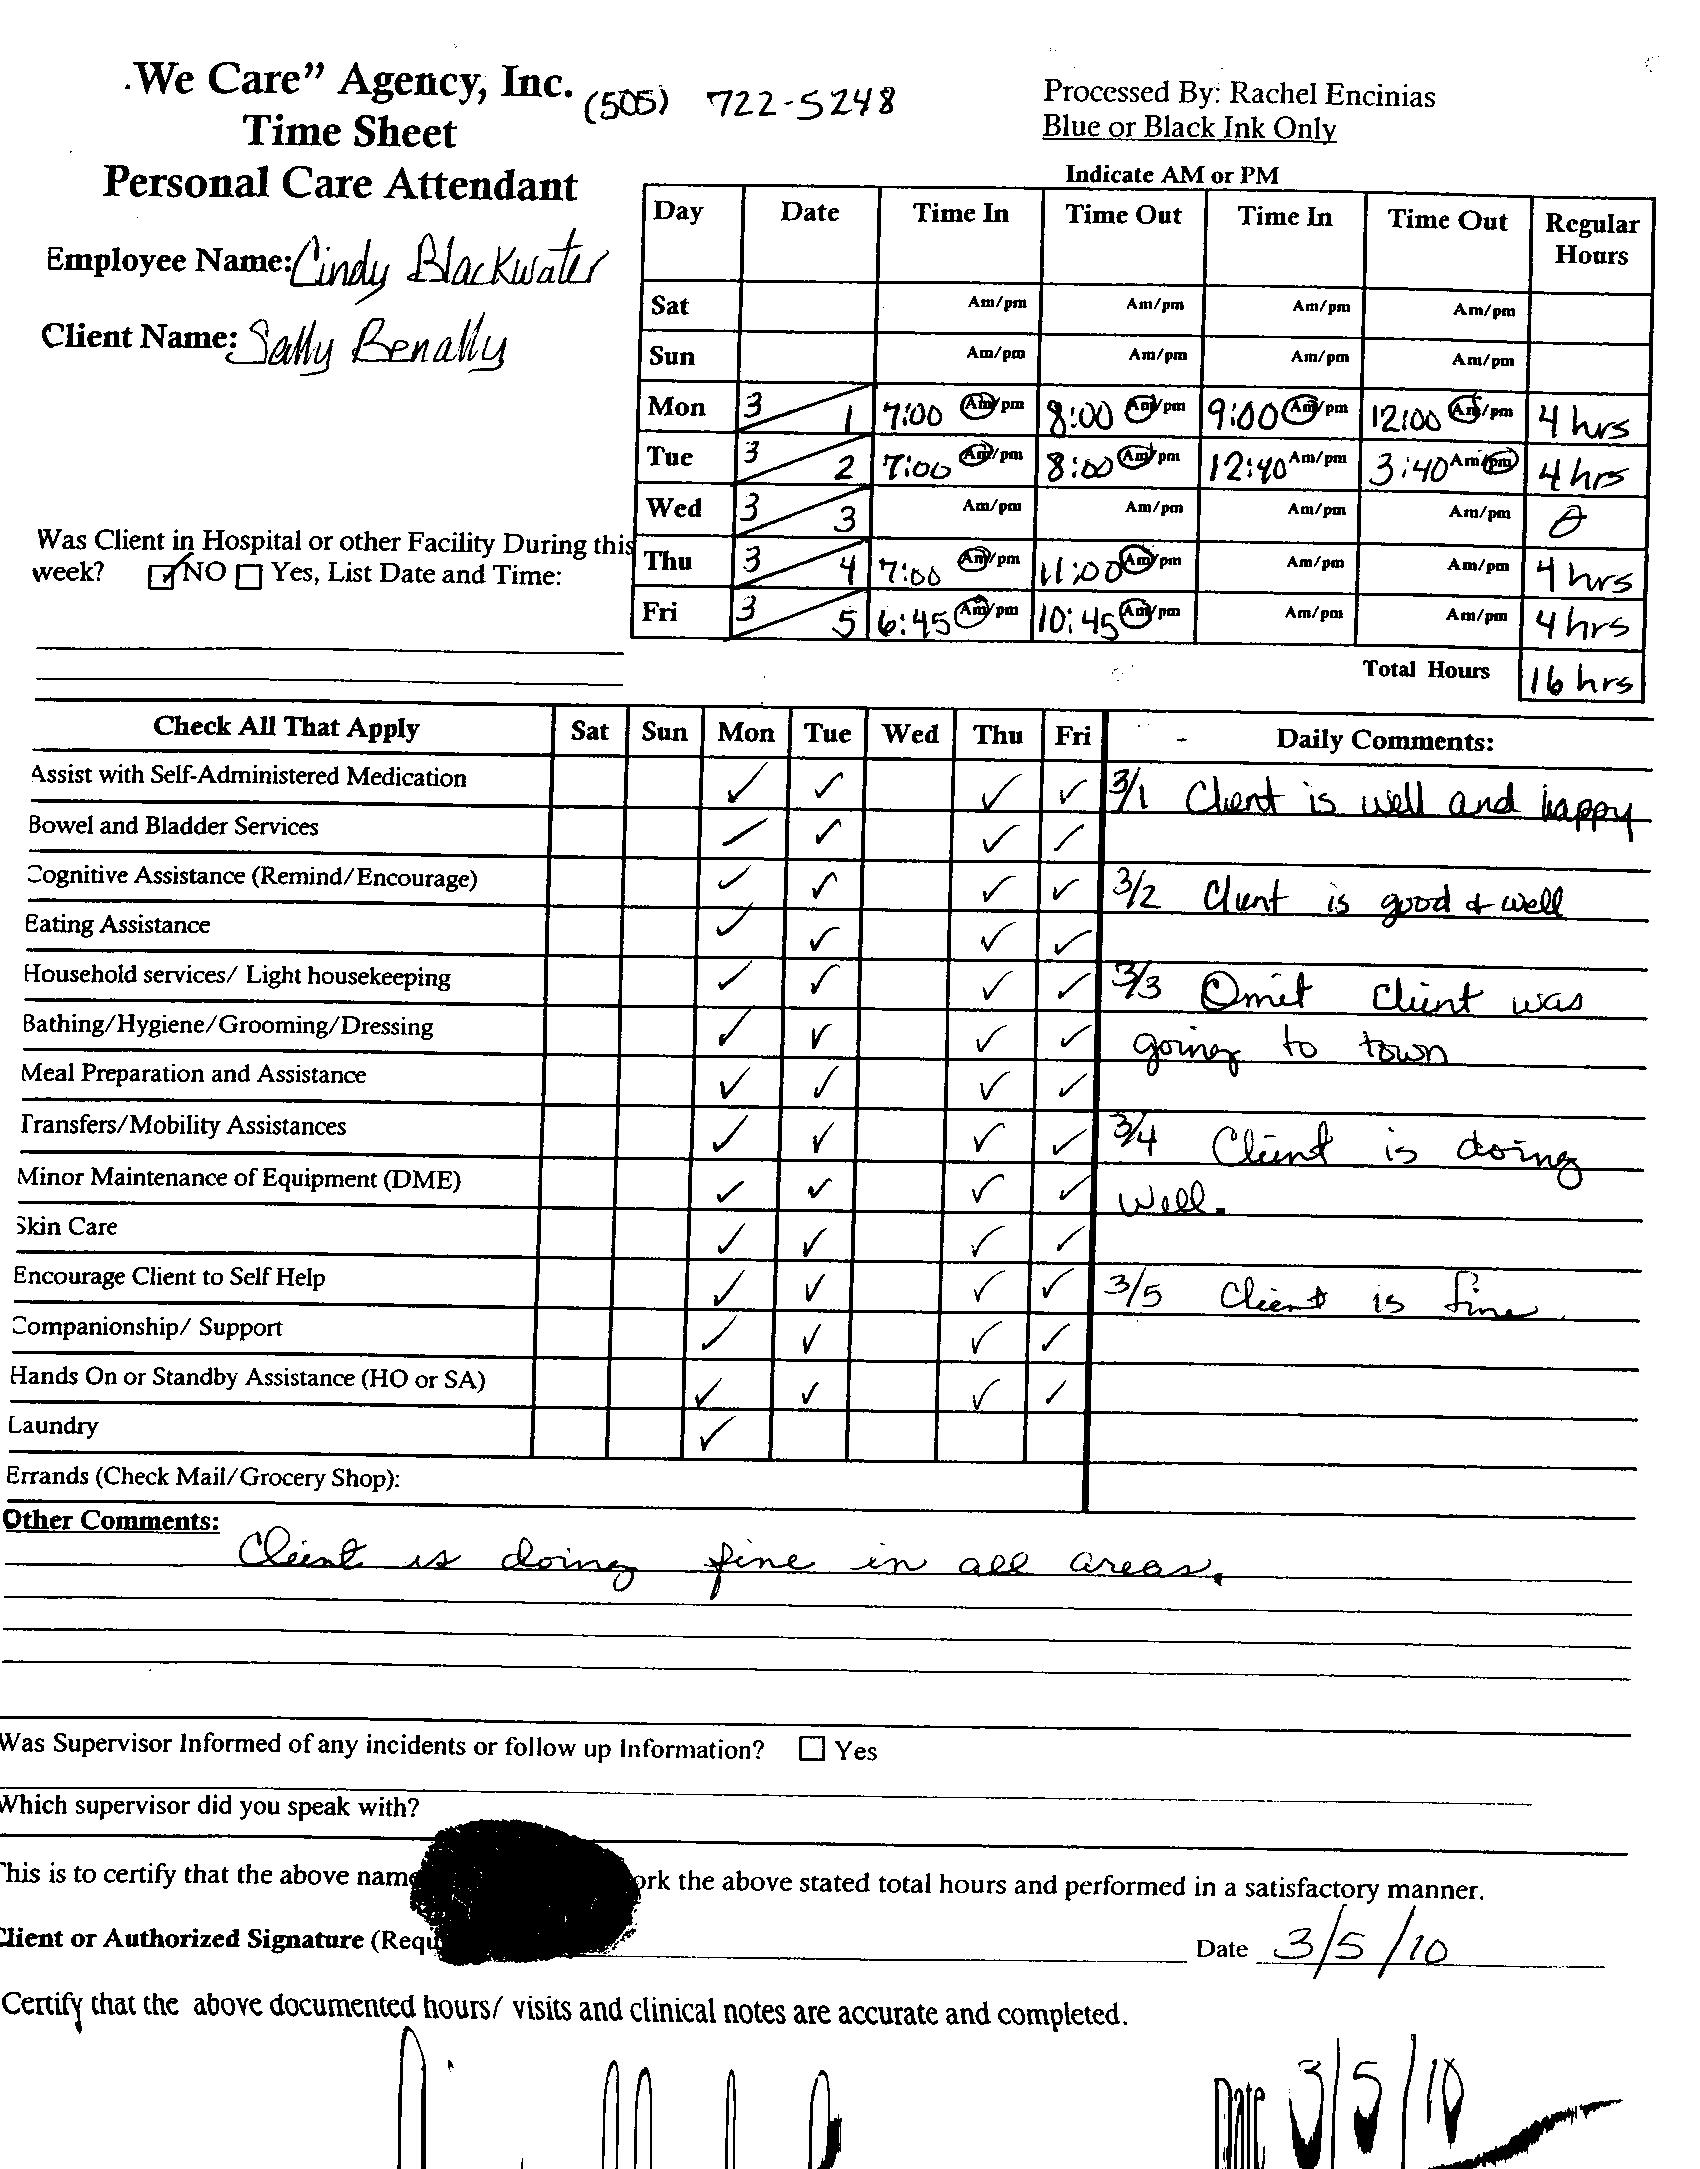 We Care” Agency, Inc. (505) 722-5248
Time Sheet
Personal Care Attendant
Processed By: Rachel Encinias
Blue or Black Ink Only
Employee Name: Cindy Blackwater
Client Name: Sally Benally
Was Client in Hospital or other Facility During this
week? ☑ NO ☐ Yes, List Date and Time:
Indicate AM or PM
Day Date Time In Time Out Time In Time Out Regular Hours
Sat Am/pm Am/pm Am/pm Am/pm
Sun Am/pm Am/pm Am/pm Am/pm
Mon 3/1 7:00 Am/pm 8:00 Am/pm 9:00 Am/pm 12:00 Am/pm 4 hrs
Tue 3/2 7:00 Am/pm 8:00 Am/pm 12:40 Am/pm 3:40 Am/pm 4 hrs
Wed 3/3 Am/pm Am/pm Am/pm Am/pm 0
Thu 3/4 7:00 Am/pm 11:00 Am/pm Am/pm Am/pm 4 hrs
Fri 3/5 6:45 Am/pm 10:45 Am/pm Am/pm Am/pm 4 hrs
Total Hours 16 hrs
Check All That Apply Sat Sun Mon Tue Wed Thu Fri
Assist with Self-Administered Medication ✓ ✓ ✓ ✓
Bowel and Bladder Services ✓ ✓ ✓ ✓
Cognitive Assistance (Remind/Encourage) ✓ ✓ ✓ ✓
Eating Assistance ✓ ✓ ✓ ✓
Household services/ Light housekeeping ✓ ✓ ✓ ✓
Bathing/Hygiene/Grooming/Dressing ✓ ✓ ✓ ✓
Meal Preparation and Assistance ✓ ✓ ✓ ✓
Transfers/Mobility Assistances ✓ ✓ ✓ ✓
Minor Maintenance of Equipment (DME) ✓ ✓ ✓ ✓
Skin Care ✓ ✓ ✓ ✓
Encourage Client to Self Help ✓ ✓ ✓ ✓
Companionship/ Support ✓ ✓ ✓ ✓
Hands On or Standby Assistance (HO or SA) ✓ ✓ ✓ ✓
Laundry ✓
Errands (Check Mail/Grocery Shop):
Daily Comments:
3/1 Client is well and happy
3/2 Client is good & well
3/3 Omit Client was
going to town
3/4 Client is doing
well.
3/5 Client is fine.
Other Comments:
Client is doing fine in all areas.
Was Supervisor Informed of any incidents or follow up Information? ☐ Yes
Which supervisor did you speak with?
This is to certify that the above name ork the above stated total hours and performed in a satisfactory manner.
Client or Authorized Signature (Requ Date 3/5/10
Certify that the above documented hours/ visits and clinical notes are accurate and completed.
Date 3/5/10